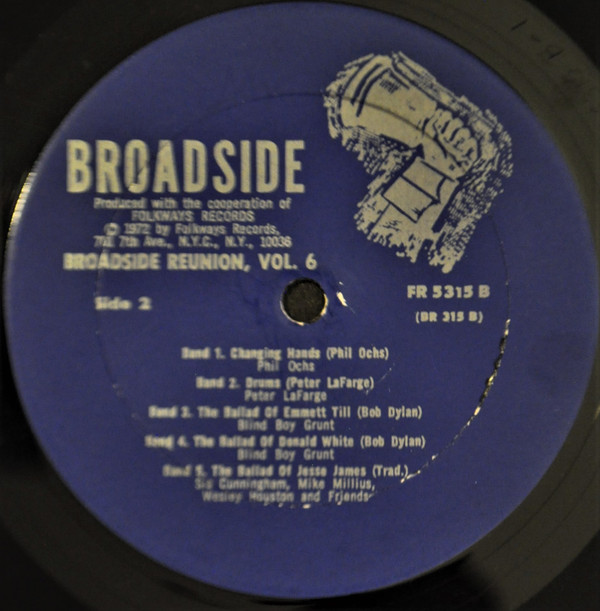 BROADSIDE
Produced with the cooperation of
FOLKWAYS RECORDS
© 1972 by Folkways Records,
701 7th Ave., N.Y.C., N.Y., 10036
BROADSIDE REUNION, VOL. 6
Side 2
FR 5315 B
(BR 315 B)
Band 1. Changing Hands (Phil Ochs)
Phil Ochs
Band 2. Drums (Peter LaFarge)
Peter LaFarge
Band 3. The Ballad Of Emmett Till (Bob Dylan)
Blind Boy Grunt
Band 4. The Ballad Of Donald White (Bob Dylan)
Blind Boy Grunt
Band 5. The Ballad Of Jesse James (Trad.)
Sis Cunningham, Mike Millius,
Wesley Houston and Friends